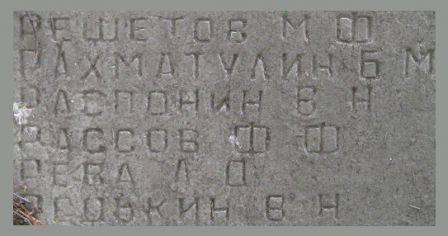 РЕШЕТОВ М Ф
РАХМАТУЛИН Б М
РАСПОНИН В Н
РАССОВ Ф Ф
РЕВА Л Д